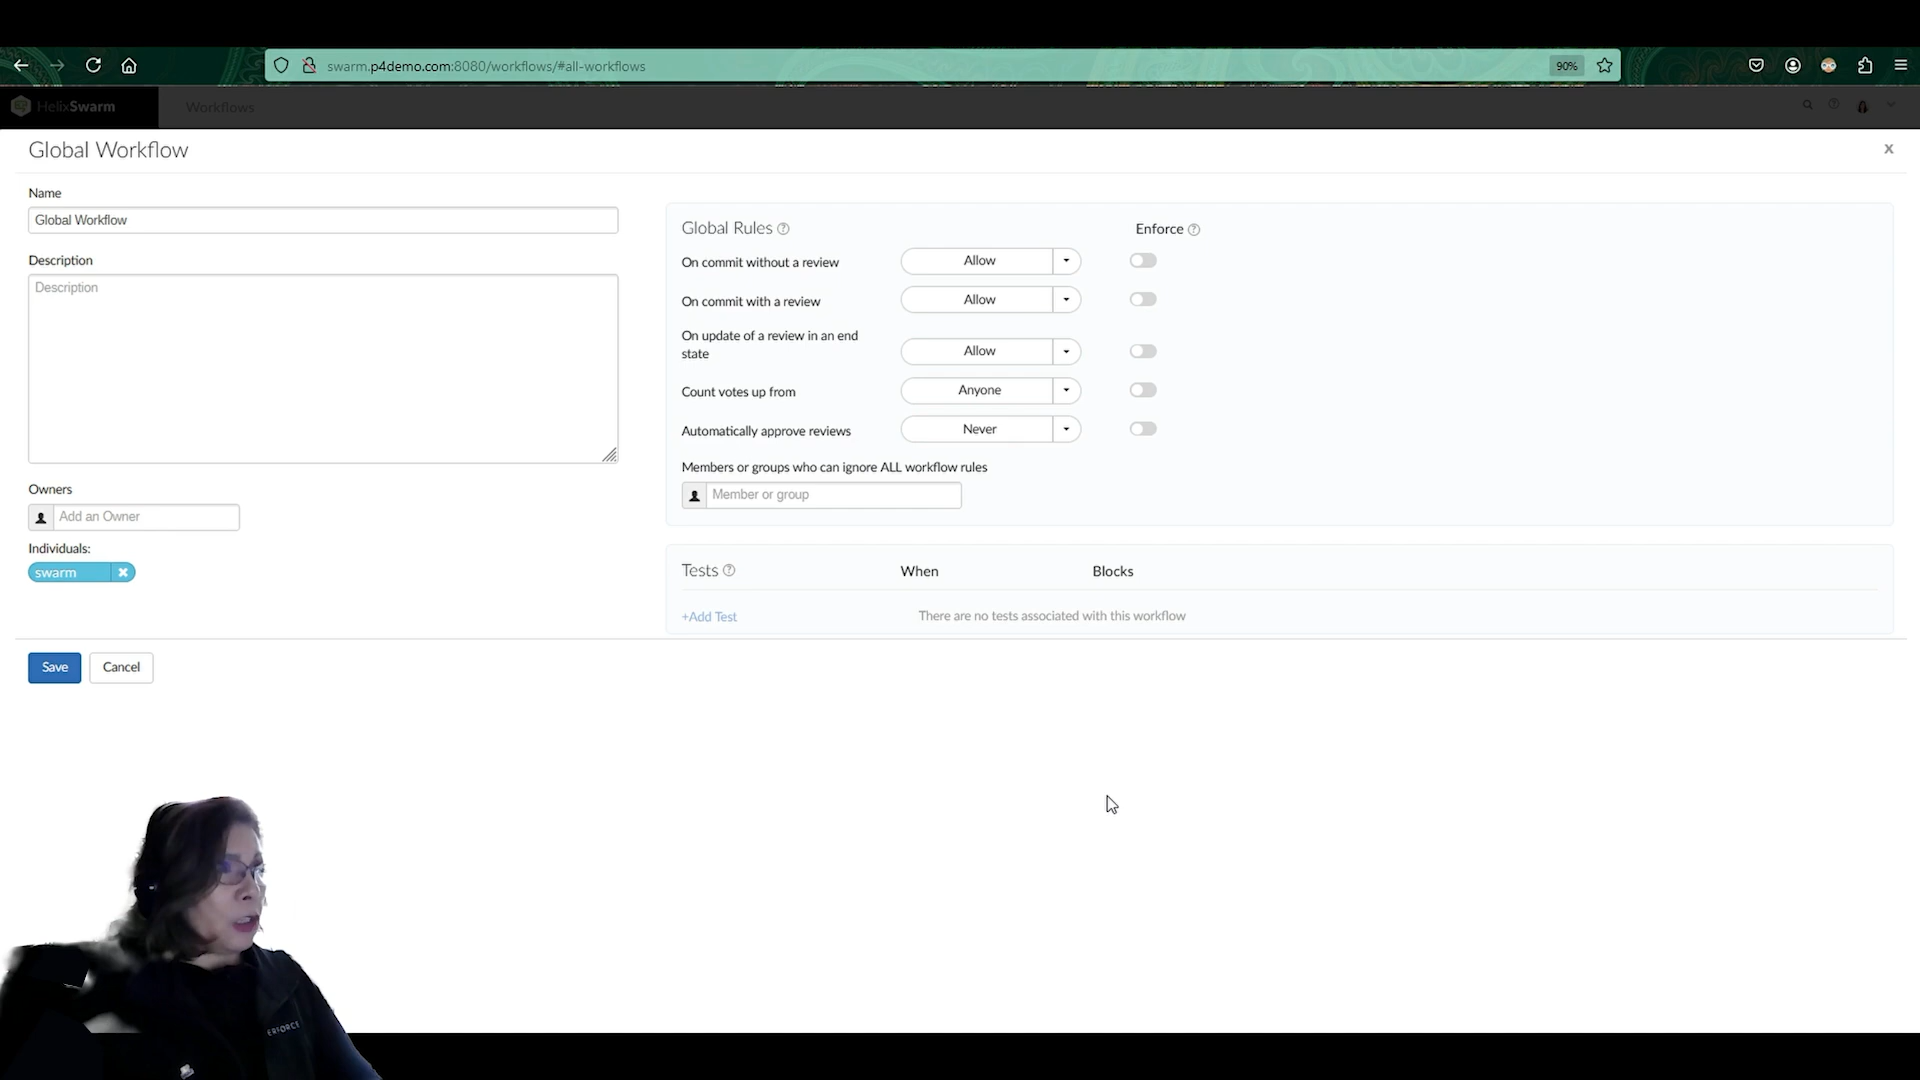 swarm.p4demo.com:8080/workflows/#all-workflows
90%
HelixSwarm
Workflows
Global Workflow
x
Name
Global Workflow
Description
Description
Owners
Add an Owner
Individuals:
swarm
Save
Cancel
Global Rules
Enforce
On commit without a review
Allow
On commit with a review
Allow
On update of a review in an end
state
Allow
Count votes up from
Anyone
Automatically approve reviews
Never
Members or groups who can ignore ALL workflow rules
Member or group
Tests
When
Blocks
+Add Test
There are no tests associated with this workflow
ERFORCE